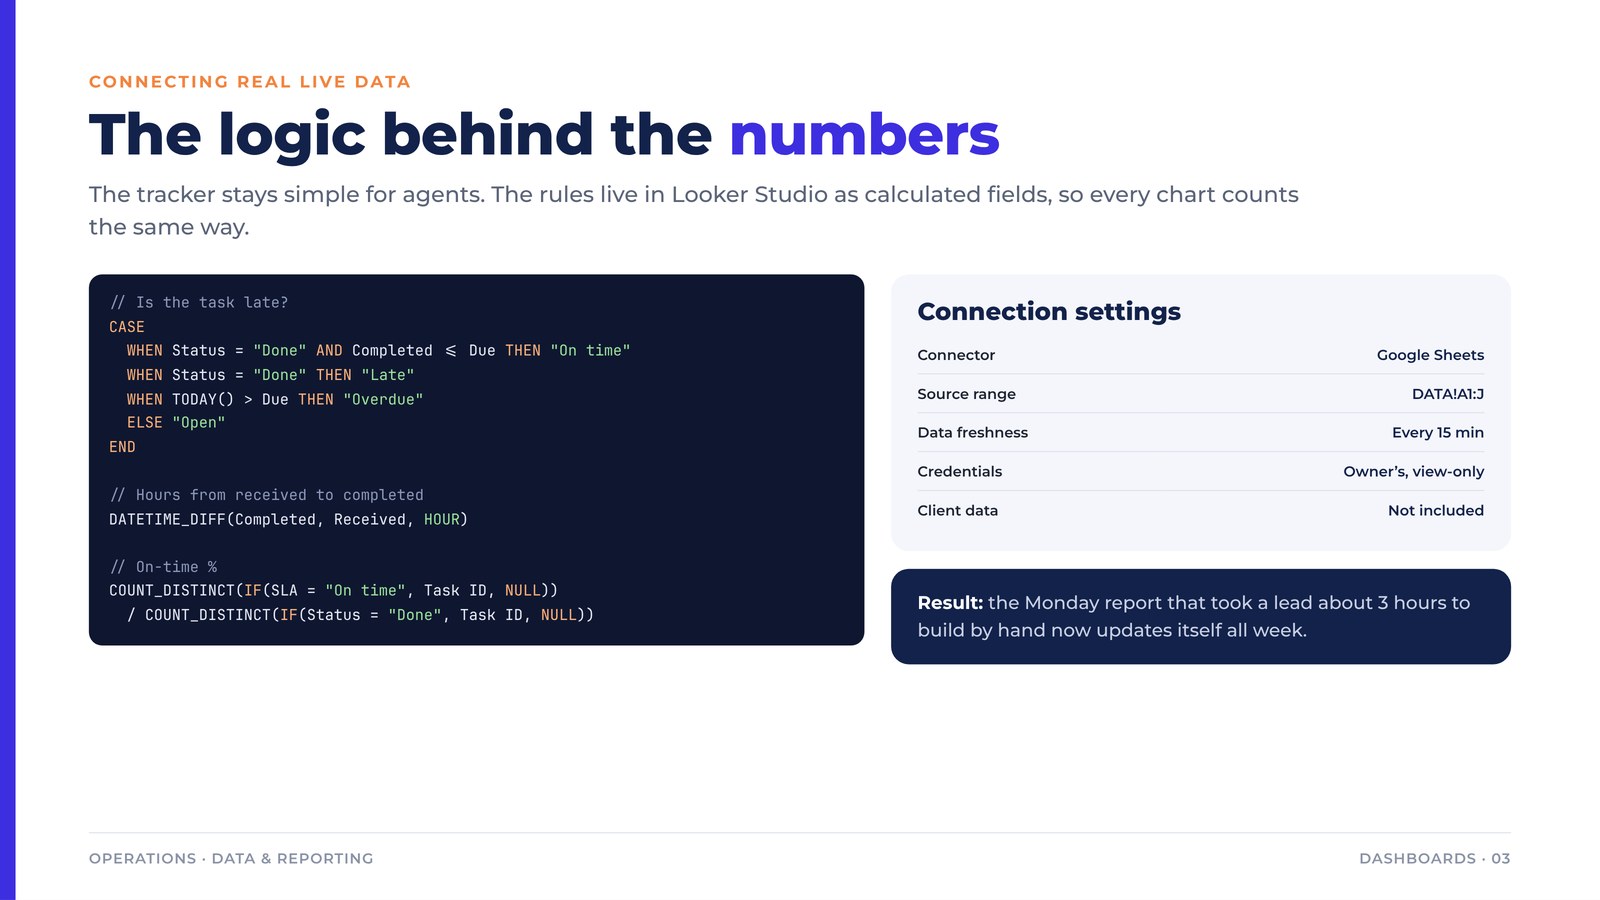 CONNECTING REAL LIVE DATA
The logic behind the numbers
The tracker stays simple for agents. The rules live in Looker Studio as calculated fields, so every chart counts
the same way.
// Is the task late?
CASE
  WHEN Status = "Done" AND Completed <= Due THEN "On time"
  WHEN Status = "Done" THEN "Late"
  WHEN TODAY() > Due THEN "Overdue"
  ELSE "Open"
END
// Hours from received to completed
DATETIME_DIFF(Completed, Received, HOUR)
// On-time %
COUNT_DISTINCT(IF(SLA = "On time", Task ID, NULL))
  / COUNT_DISTINCT(IF(Status = "Done", Task ID, NULL))
Connection settings
Connector Google Sheets
Source range DATA!A1:J
Data freshness Every 15 min
Credentials Owner’s, view-only
Client data Not included
Result: the Monday report that took a lead about 3 hours to
build by hand now updates itself all week.
OPERATIONS · DATA & REPORTING
DASHBOARDS · 03